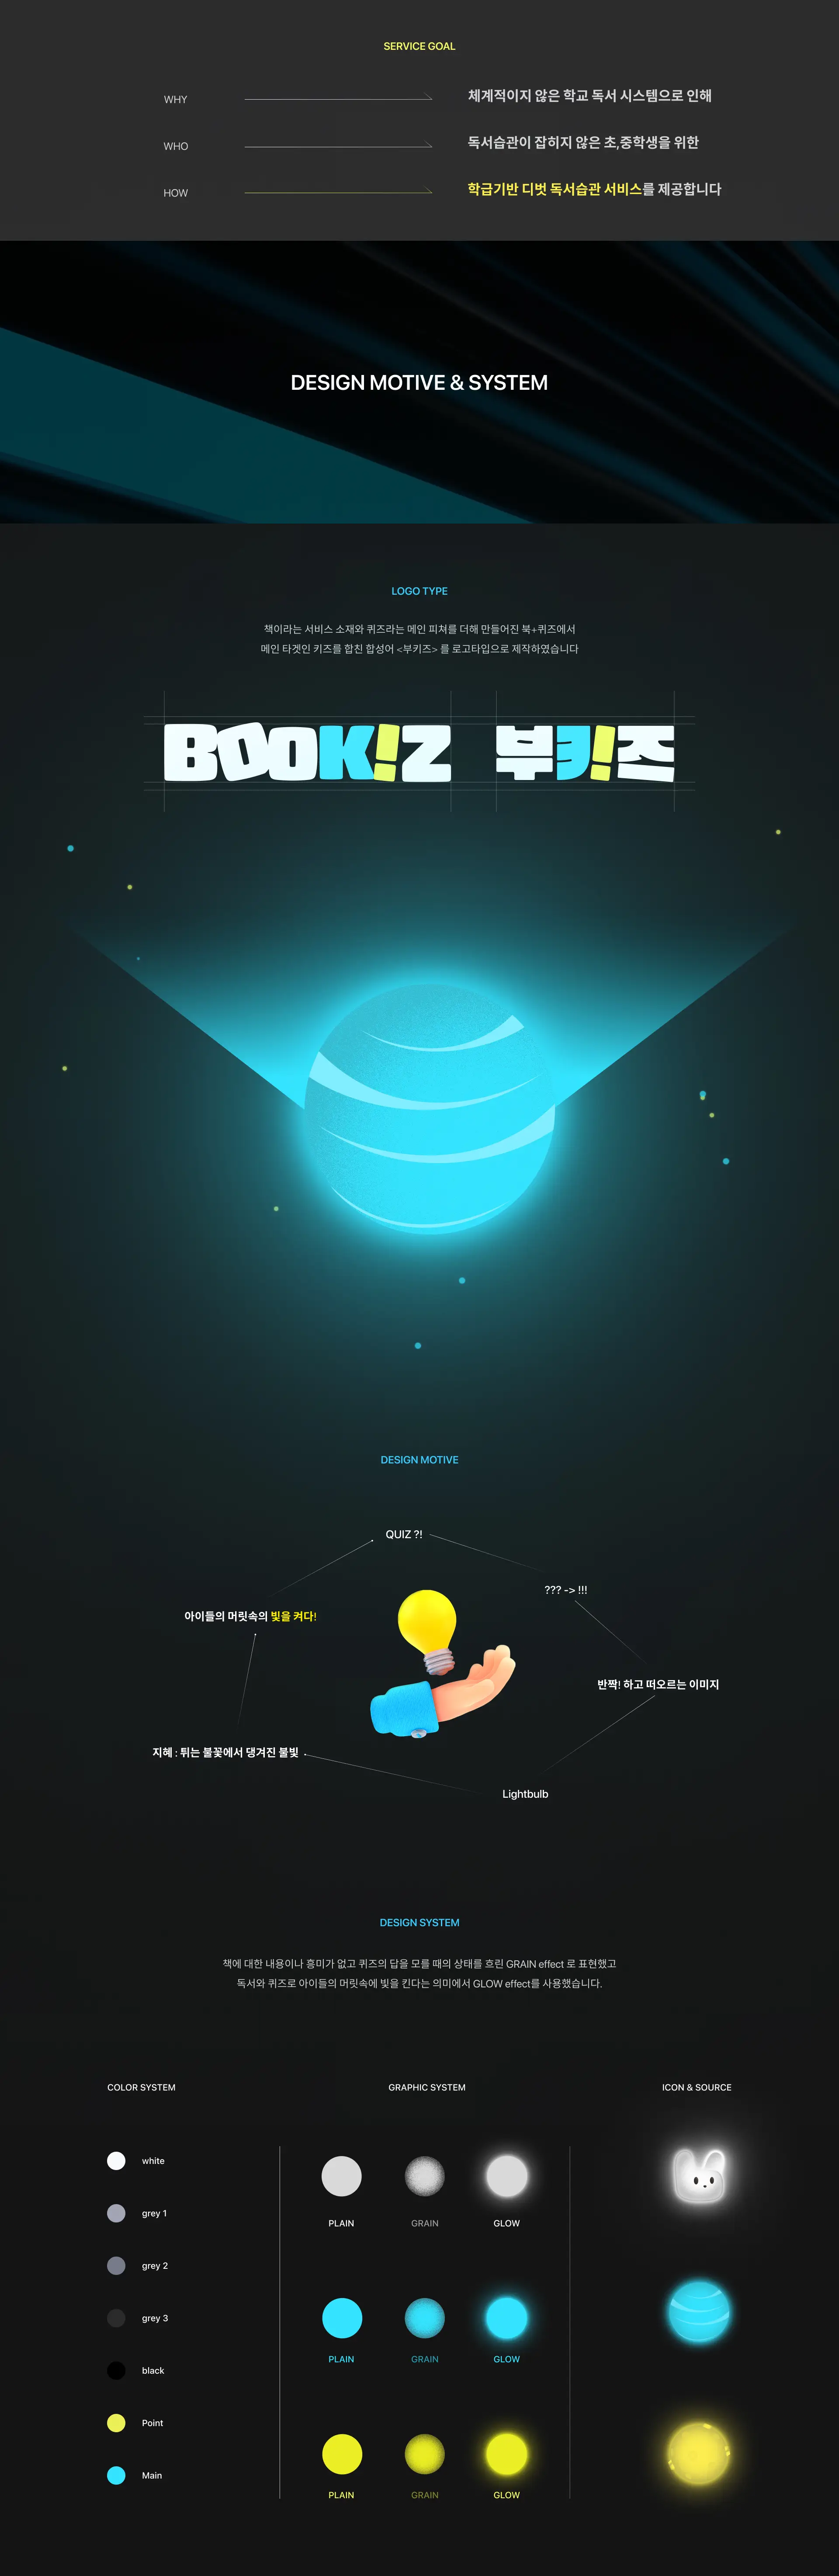 SERVICE GOAL
WHY
체계적이지 않은 학교 독서 시스템으로 인해
WHO
독서습관이 잡히지 않은 초,중학생을 위한
HOW
학급기반 디벗 독서습관 서비스를 제공합니다
DESIGN MOTIVE & SYSTEM
LOGO TYPE
책이라는 서비스 소재와 퀴즈라는 메인 피쳐를 더해 만들어진 북+퀴즈에서
메인 타겟인 키즈를 합친 합성어 <부키즈> 를 로고타입으로 제작하였습니다
BOOK!Z 부키!즈
DESIGN MOTIVE
QUIZ ?!
??? -> !!!
아이들의 머릿속의 빛을 켜다!
반짝! 하고 떠오르는 이미지
지혜 : 튀는 불꽃에서 댕겨진 불빛
Lightbulb
DESIGN SYSTEM
책에 대한 내용이나 흥미가 없고 퀴즈의 답을 모를 때의 상태를 흐린 GRAIN effect 로 표현했고
독서와 퀴즈로 아이들의 머릿속에 빛을 킨다는 의미에서 GLOW effect를 사용했습니다.
COLOR SYSTEM
white
grey 1
grey 2
grey 3
black
Point
Main
GRAPHIC SYSTEM
PLAIN GRAIN GLOW
PLAIN GRAIN GLOW
PLAIN GRAIN GLOW
ICON & SOURCE